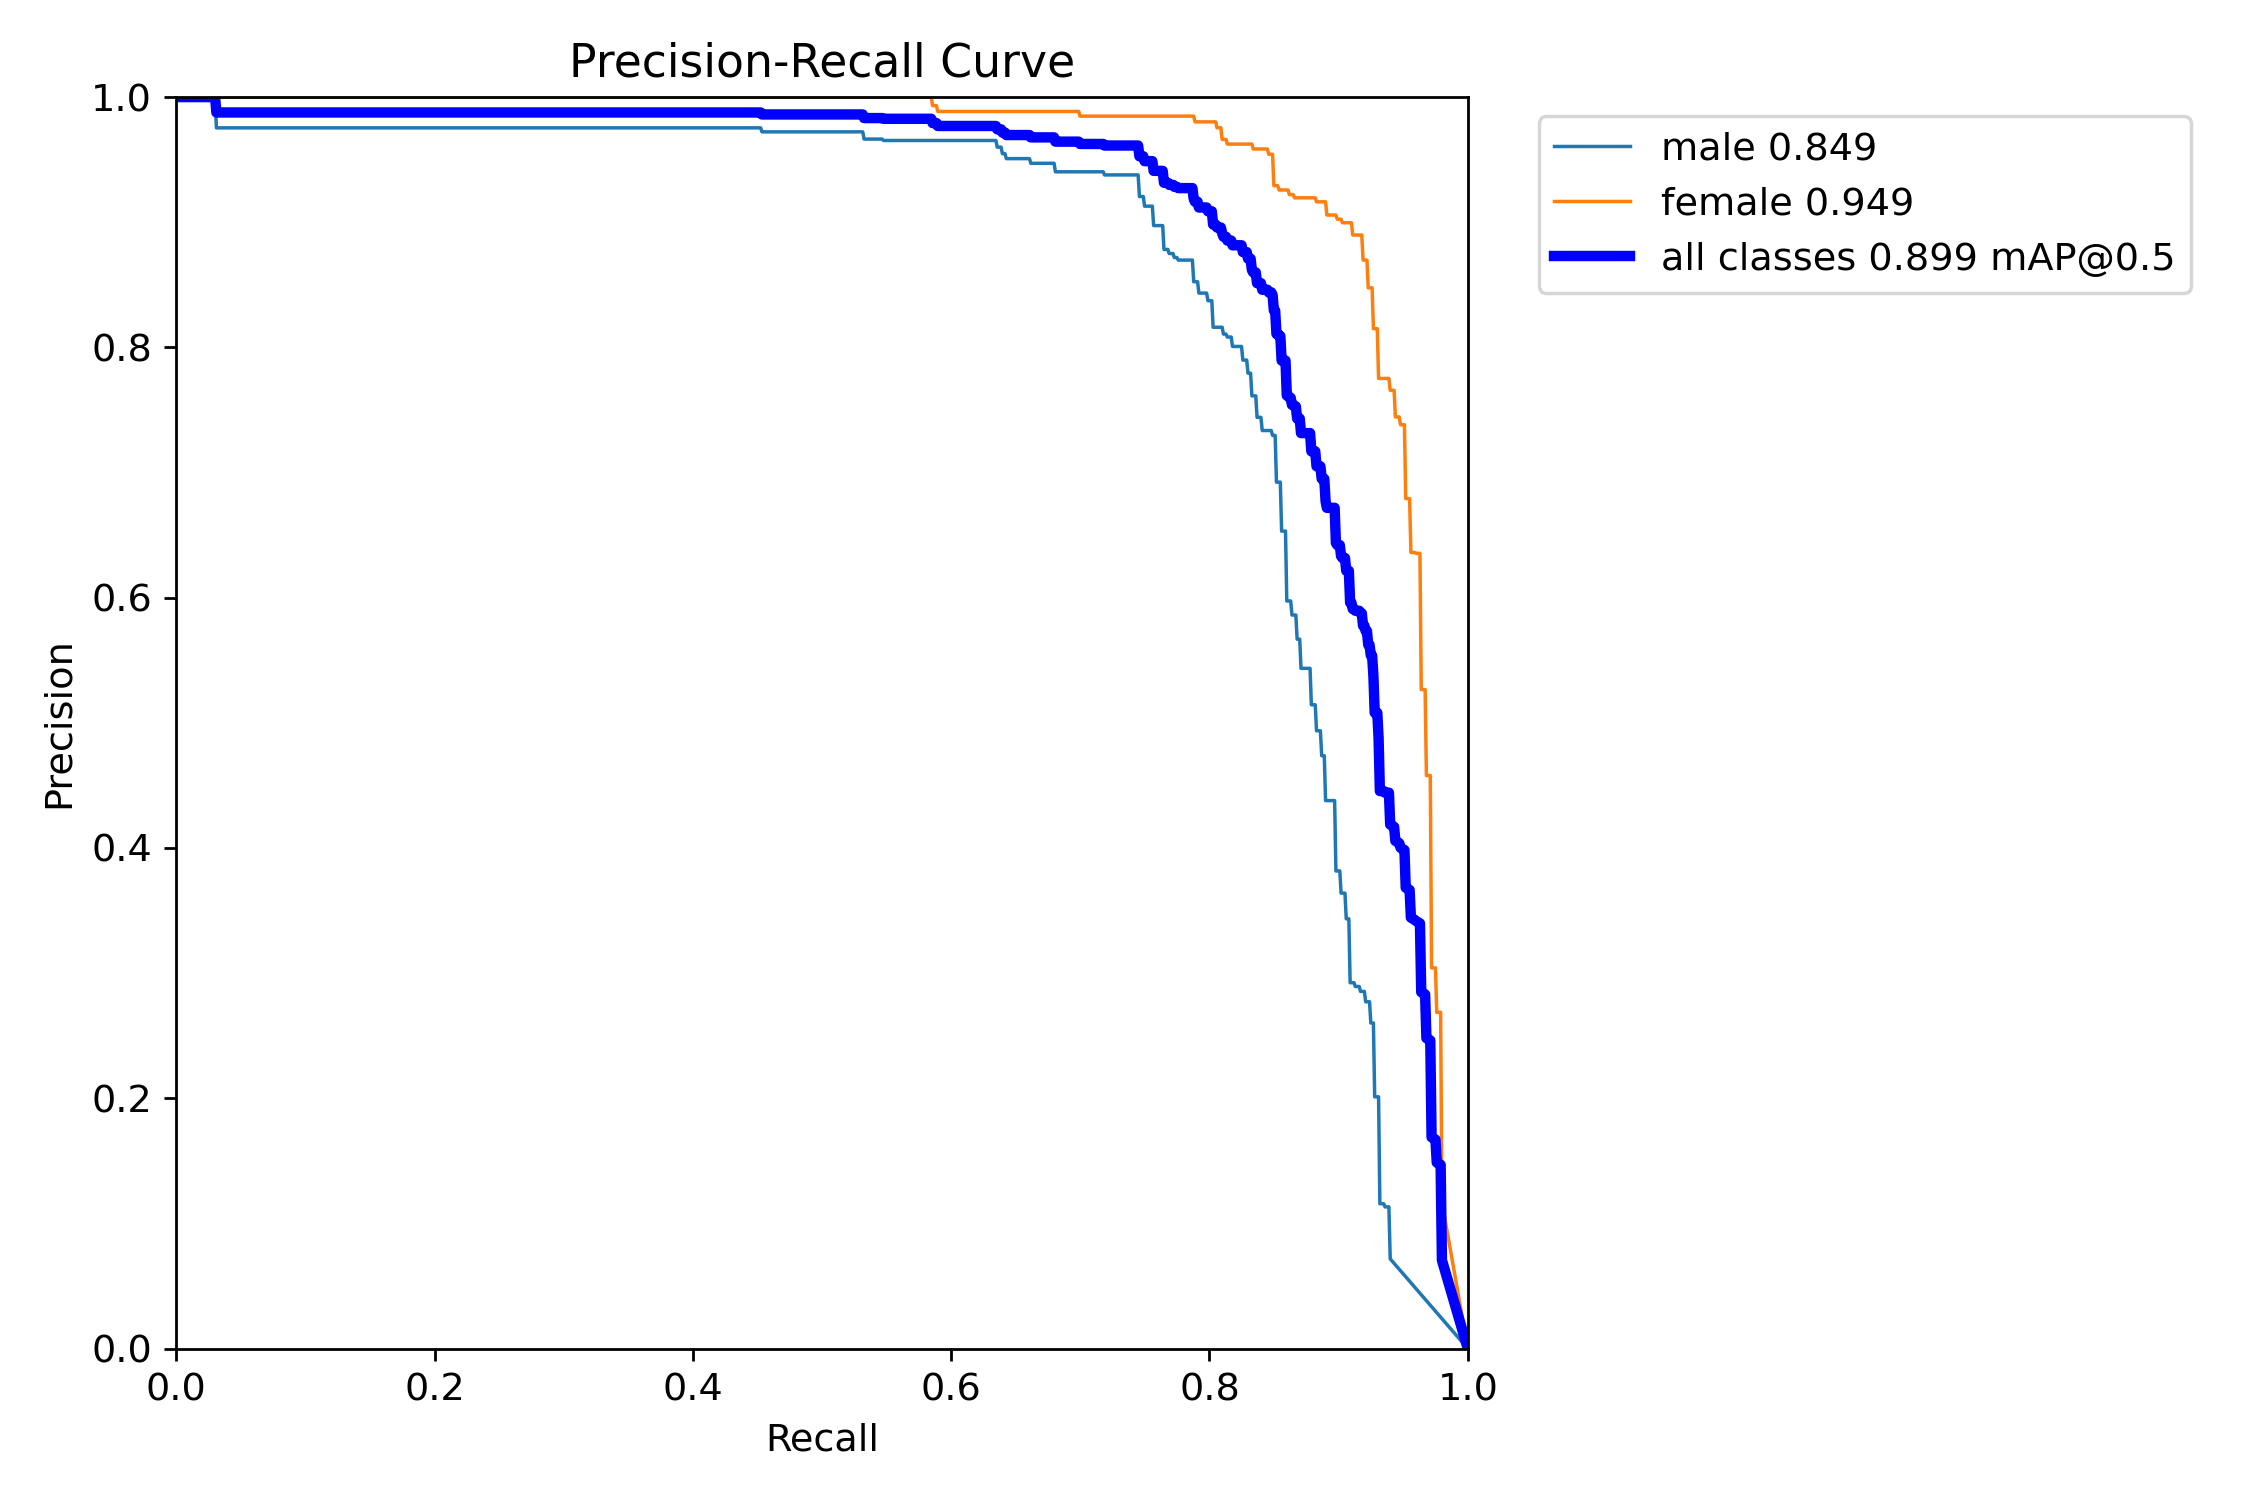 Precision-Recall Curve
1.0
0.8
0.6
0.4
0.2
0.0
Precision
0.0 0.2 0.4 0.6 0.8 1.0
Recall
male 0.849
female 0.949
all classes 0.899 mAP@0.5